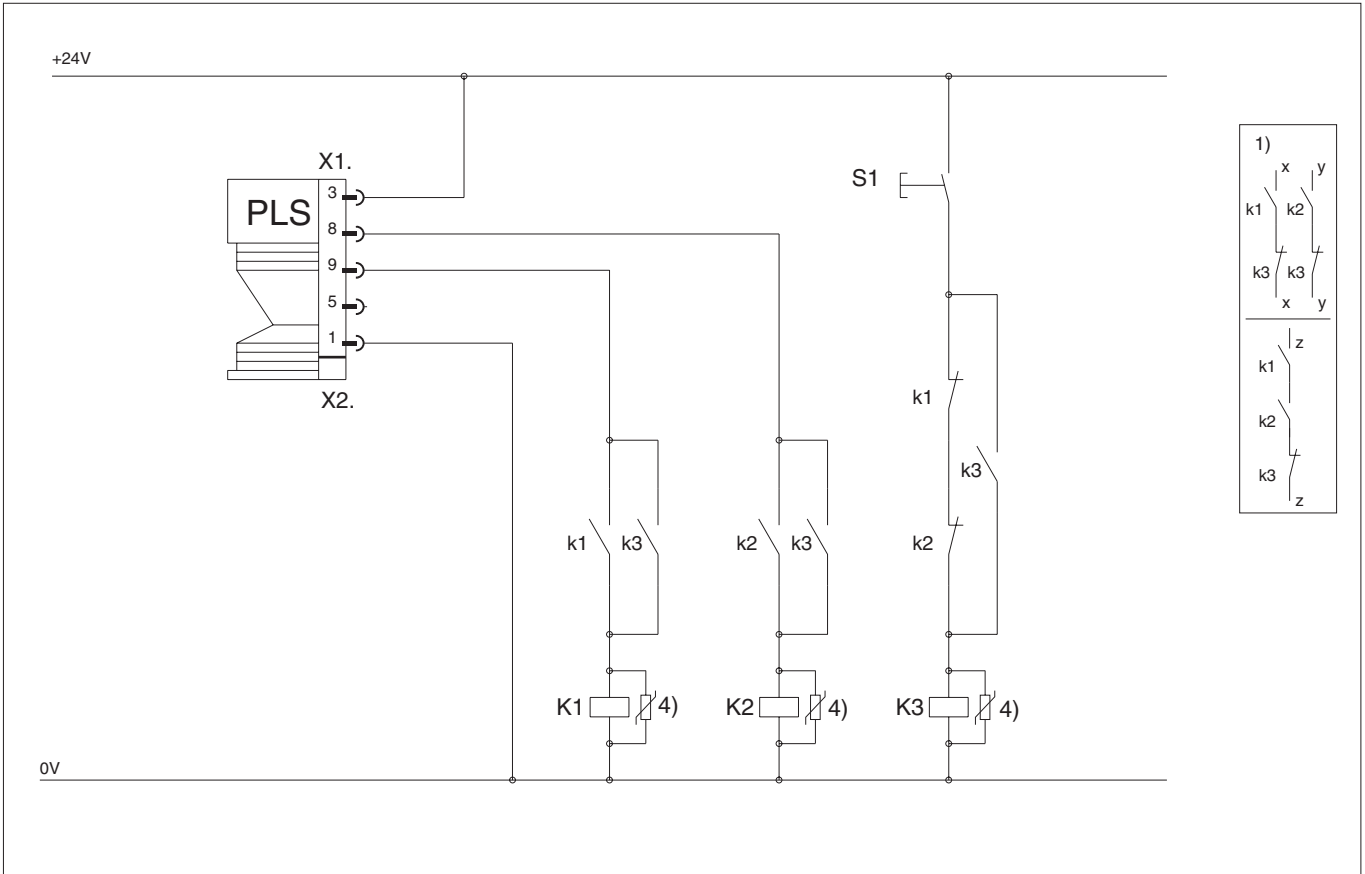 +24V
X1.
PLS
3
8
9
5
1
X2.
S1
k1
k3
k2
k1 k3
k2 k3
K1 4)
K2 4)
K3 4)
0V
1)
x y
k1 k2
k3 k3
x y
z
k1
k2
k3
z